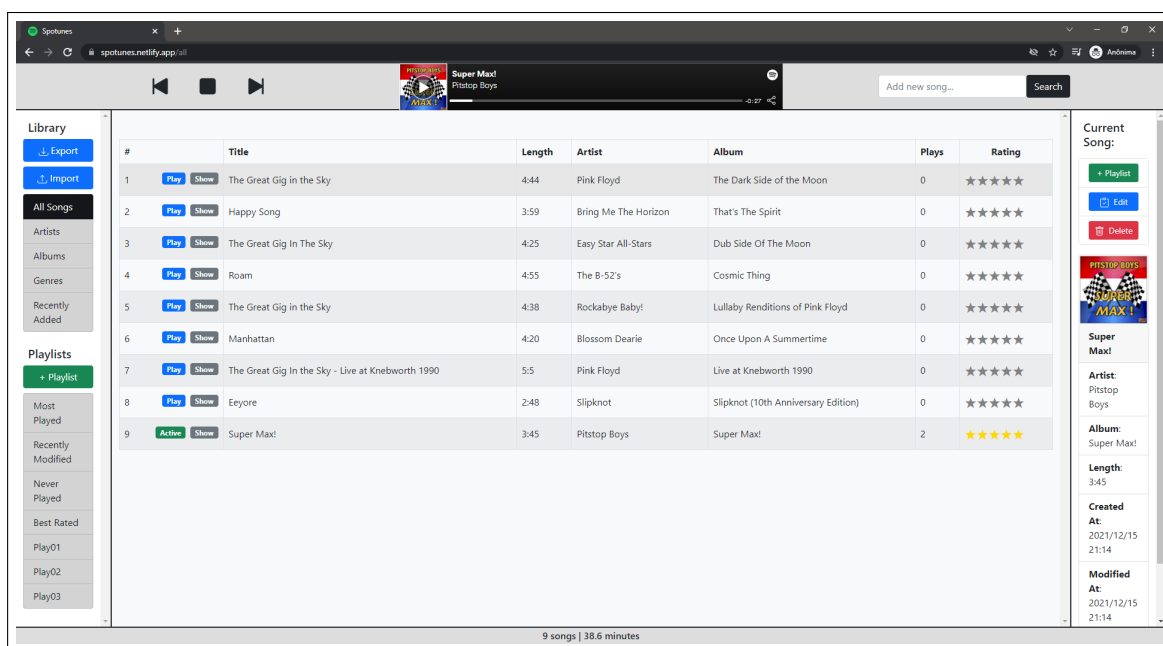 Spotunes
spotunes.netlify.app/all
Anônima
PITSTOP BOYS
MAX !
Super Max!
Pitstop Boys
-0:27
Add new song...
Search
Library
Export
Import
All Songs
Artists
Albums
Genres
Recently
Added
Playlists
+ Playlist
Most
Played
Recently
Modified
Never
Played
Best Rated
Play01
Play02
Play03
# Title Length Artist Album Plays Rating
1 Play Show The Great Gig in the Sky 4:44 Pink Floyd The Dark Side of the Moon 0
2 Play Show Happy Song 3:59 Bring Me The Horizon That's The Spirit 0
3 Play Show The Great Gig In The Sky 4:25 Easy Star All-Stars Dub Side Of The Moon 0
4 Play Show Roam 4:55 The B-52's Cosmic Thing 0
5 Play Show The Great Gig in the Sky 4:38 Rockabye Baby! Lullaby Renditions of Pink Floyd 0
6 Play Show Manhattan 4:20 Blossom Dearie Once Upon A Summertime 0
7 Play Show The Great Gig In the Sky - Live at Knebworth 1990 5:5 Pink Floyd Live at Knebworth 1990 0
8 Play Show Eeyore 2:48 Slipknot Slipknot (10th Anniversary Edition) 0
9 Active Show Super Max! 3:45 Pitstop Boys Super Max! 2
Current
Song:
+ Playlist
Edit
Delete
PITSTOP BOYS
SUPER
MAX !
Super
Max!
Artist:
Pitstop
Boys
Album:
Super Max!
Length:
3:45
Created
At:
2021/12/15
21:14
Modified
At:
2021/12/15
21:14
9 songs | 38.6 minutes